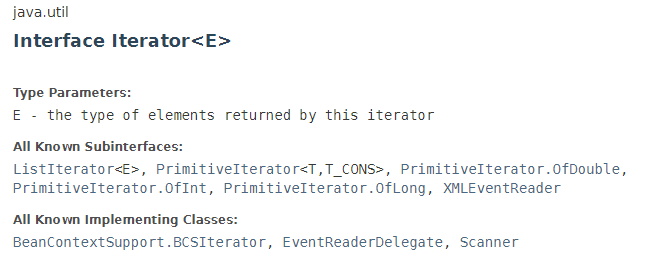 java.util
Interface Iterator<E>
Type Parameters:
E - the type of elements returned by this iterator
All Known Subinterfaces:
ListIterator<E>, PrimitiveIterator<T,T_CONS>, PrimitiveIterator.OfDouble,
PrimitiveIterator.OfInt, PrimitiveIterator.OfLong, XMLEventReader
All Known Implementing Classes:
BeanContextSupport.BCSIterator, EventReaderDelegate, Scanner